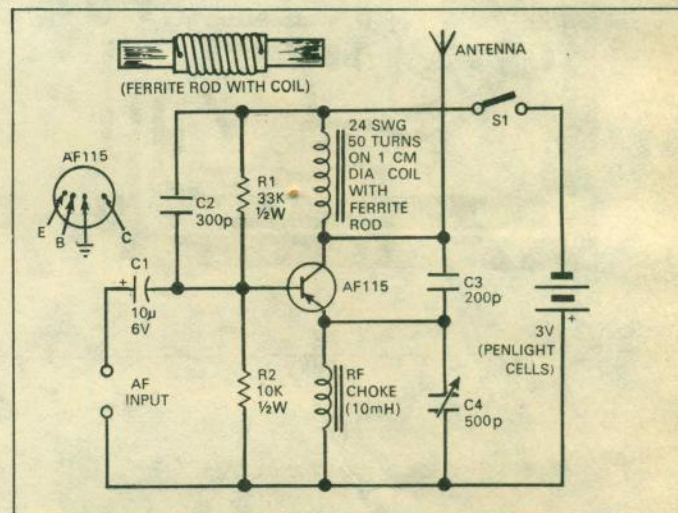 (FERRITE ROD WITH COIL)
ANTENNA
S1
AF115
E
B
C
C2
300p
R1
33K
½W
24 SWG
50 TURNS
ON 1 CM
DIA COIL
WITH
FERRITE
ROD
C1
+
10µ
6V
AF115
C3
200p
3V
+
(PENLIGHT
CELLS)
AF
INPUT
R2
10K
½W
RF
CHOKE
(10mH)
C4
500p